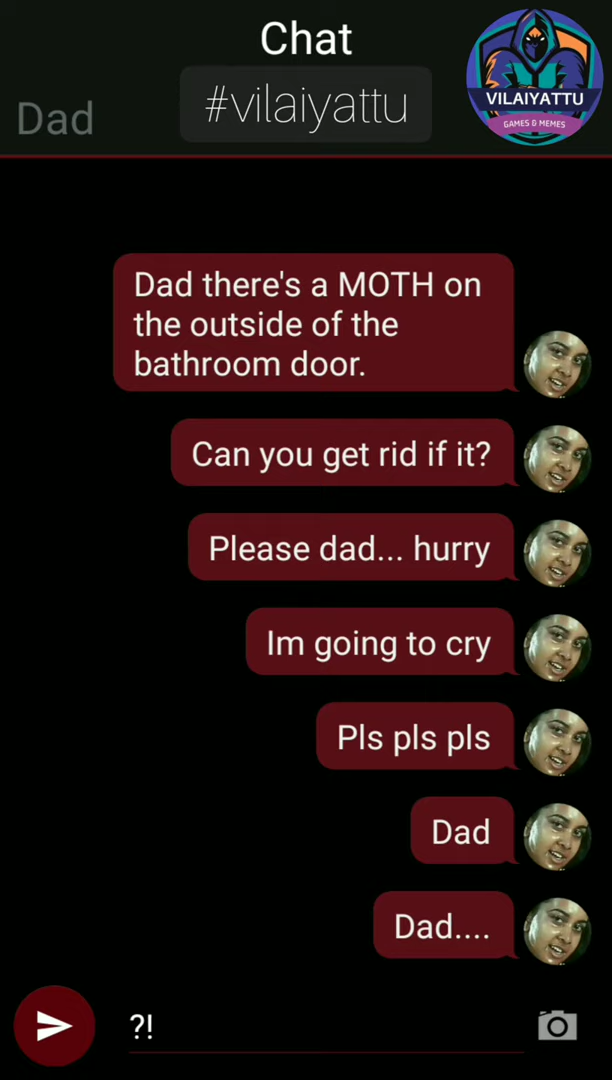 Chat
#vilaiyattu
Dad
VILAIYATTU
GAMES & MEMES
Dad there's a MOTH on
the outside of the
bathroom door.
Can you get rid if it?
Please dad... hurry
Im going to cry
Pls pls pls
Dad
Dad....
?!